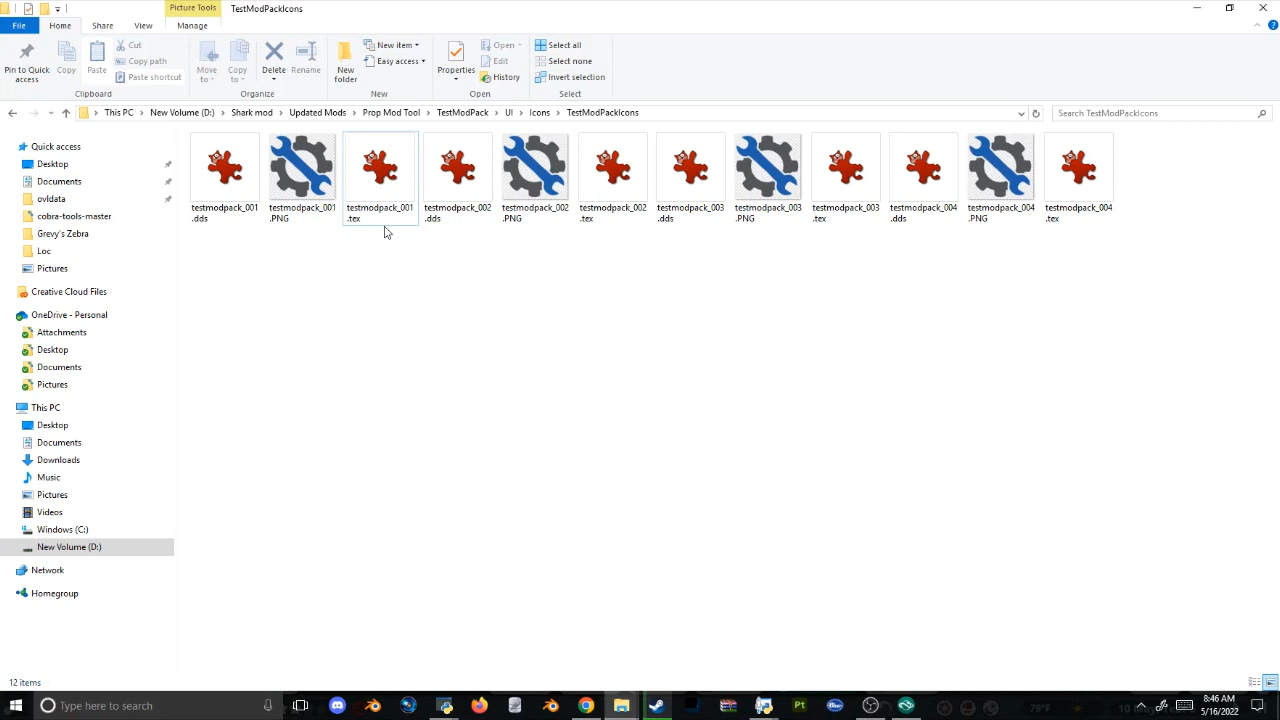 Picture Tools
TestModPackIcons
File
Home
Share
View
Manage
Pin to Quick access
Copy
Paste
Cut
Copy path
Paste shortcut
Clipboard
Move to
Copy to
Delete
Rename
Organize
New folder
New item
Easy access
New
Properties
Open
Edit
History
Open
Select all
Select none
Invert selection
Select
This PC > New Volume (D:) > Shark mod > Updated Mods > Prop Mod Tool > TestModPack > UI > Icons > TestModPackIcons
Search TestModPackIcons
Quick access
Desktop
Documents
ovldata
cobra-tools-master
Grevy's Zebra
Loc
Pictures
Creative Cloud Files
OneDrive - Personal
Attachments
Desktop
Documents
Pictures
This PC
Desktop
Documents
Downloads
Music
Pictures
Videos
Windows (C:)
New Volume (D:)
Network
Homegroup
testmodpack_001
.dds
testmodpack_001
.PNG
testmodpack_001
.tex
testmodpack_002
.dds
testmodpack_002
.PNG
testmodpack_002
.tex
testmodpack_003
.dds
testmodpack_003
.PNG
testmodpack_003
.tex
testmodpack_004
.dds
testmodpack_004
.PNG
testmodpack_004
.tex
12 items
Type here to search
Pt
79°F
8:46 AM
5/16/2022